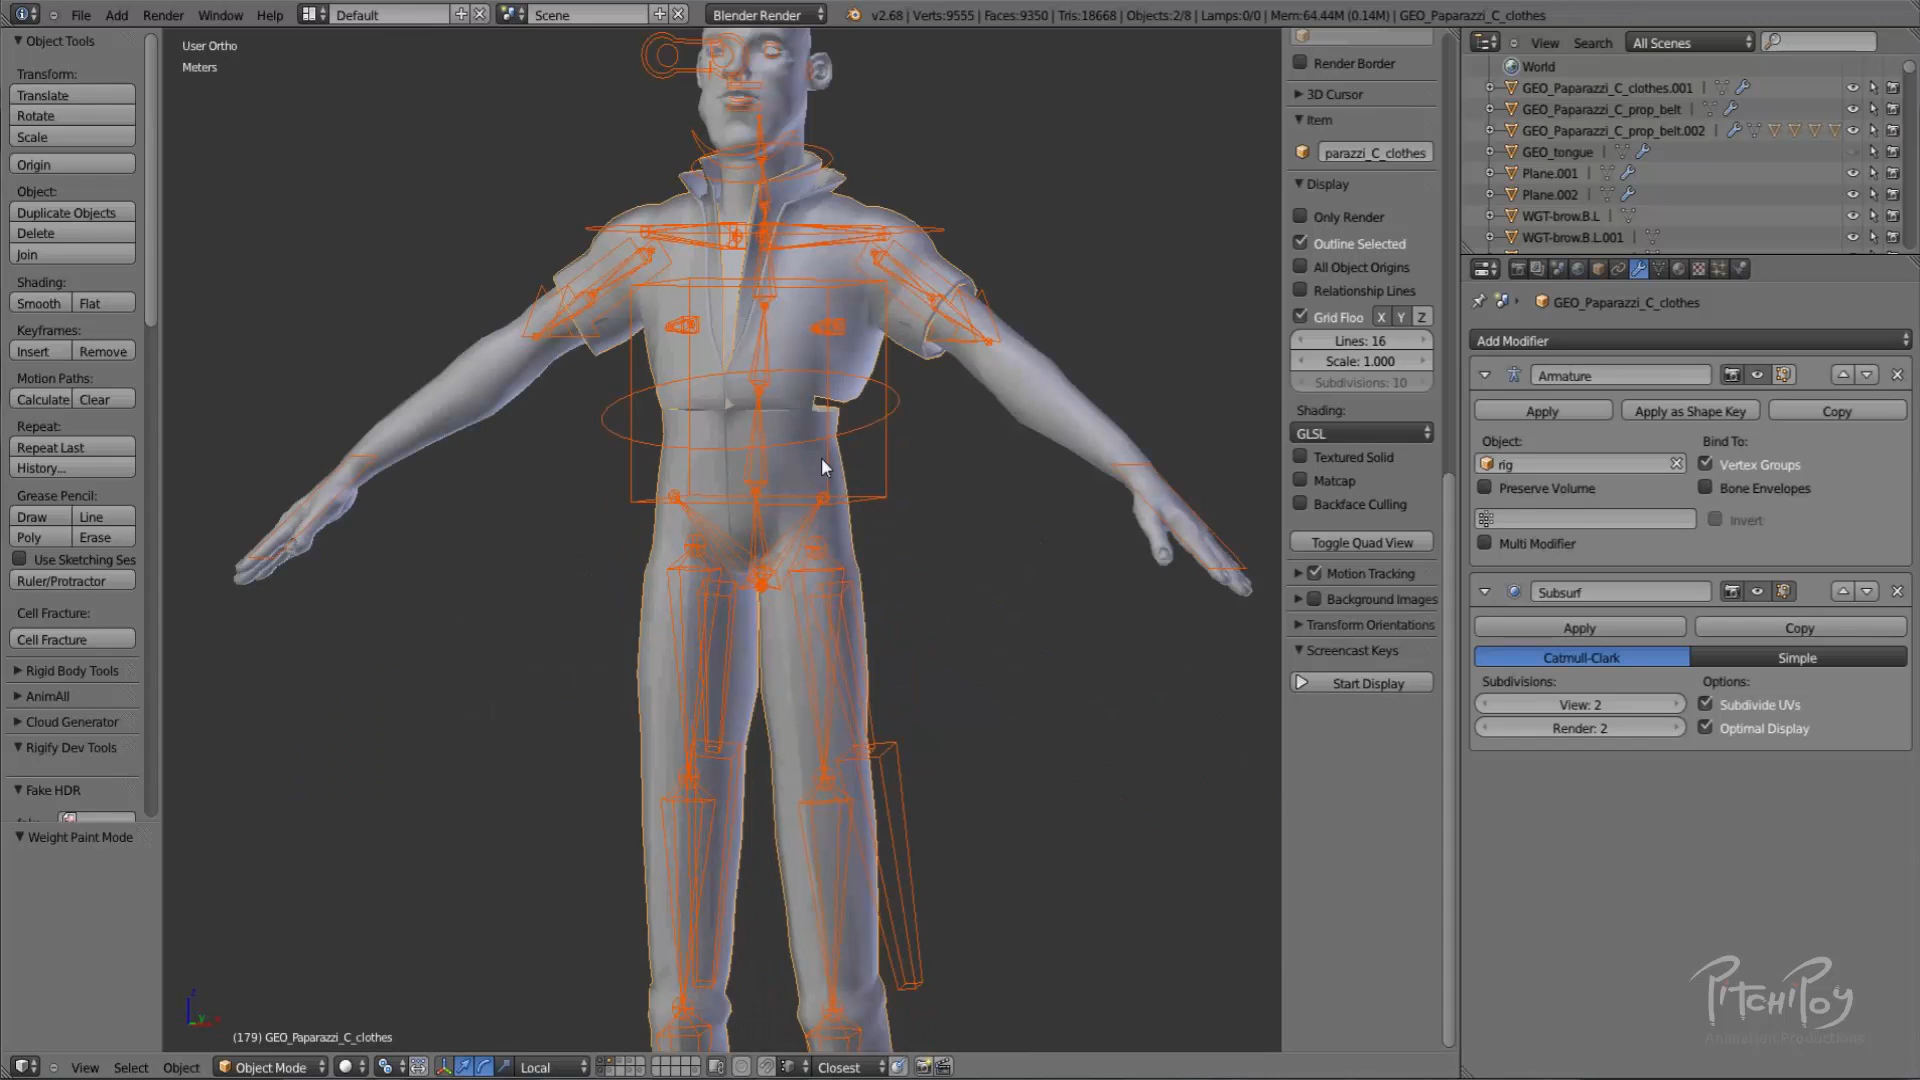 File Add Render Window Help Default Scene Blender Render v2.68 | Verts:9555 | Faces:9350 | Tris:18668 | Objects:2/8 | Lamps:0/0 | Mem:64.44M (0.14M) | GEO_Paparazzi_C_clothes
Object Tools
Transform:
Translate
Rotate
Scale
Origin
Object:
Duplicate Objects
Delete
Join
Shading:
Smooth Flat
Keyframes:
Insert Remove
Motion Paths:
Calculate Clear
Repeat:
Repeat Last
History...
Grease Pencil:
Draw Line
Poly Erase
Use Sketching Ses
Ruler/Protractor
Cell Fracture:
Cell Fracture
Rigid Body Tools
AnimAll
Cloud Generator
Rigify Dev Tools
Fake HDR
Weight Paint Mode
User Ortho
Meters
(179) GEO_Paparazzi_C_clothes
View Select Object Object Mode Local Closest
Render Border
3D Cursor
Item
parazzi_C_clothes
Display
Only Render
Outline Selected
All Object Origins
Relationship Lines
Grid Floo X Y Z
Lines: 16
Scale: 1.000
Subdivisions: 10
Shading:
GLSL
Textured Solid
Matcap
Backface Culling
Toggle Quad View
Motion Tracking
Background Images
Transform Orientations
Screencast Keys
Start Display
View Search All Scenes
World
GEO_Paparazzi_C_clothes.001
GEO_Paparazzi_C_prop_belt
GEO_Paparazzi_C_prop_belt.002
GEO_tongue
Plane.001
Plane.002
WGT-brow.B.L
WGT-brow.B.L.001
GEO_Paparazzi_C_clothes
Add Modifier
Armature
Apply Apply as Shape Key Copy
Object: Bind To:
rig Vertex Groups
Preserve Volume Bone Envelopes
Invert
Multi Modifier
Subsurf
Apply Copy
Catmull-Clark Simple
Subdivisions: Options:
View: 2 Subdivide UVs
Render: 2 Optimal Display
PitchiPoy
Animation Productions